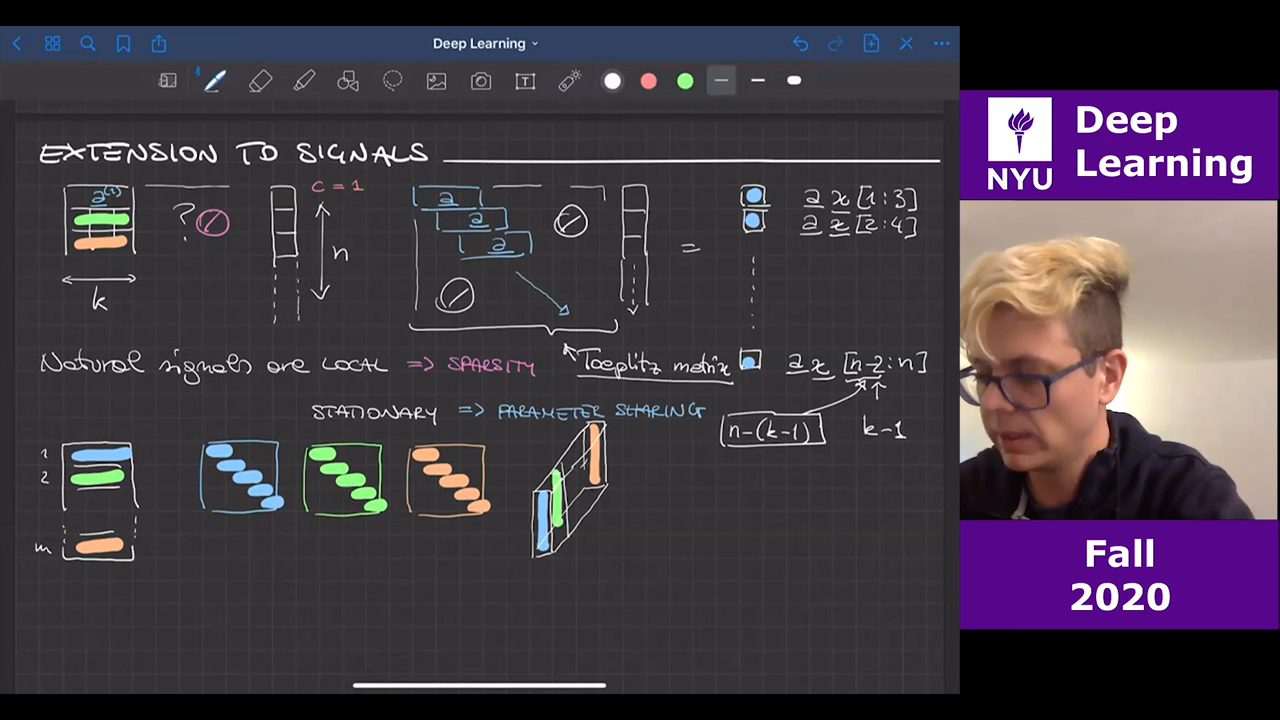 Deep Learning
EXTENSION TO SIGNALS
a(1)
?
k
C = 1
n
a
a
a
=
a x [1:3]
a x [2:4]
Natural signals are LOCAL => SPARSITY
Toeplitz matrix
a x [n-2:n]
STATIONARY => PARAMETER SHARING
n-(k-1)
k-1
1
2
m
NYU
Deep
Learning
Fall
2020